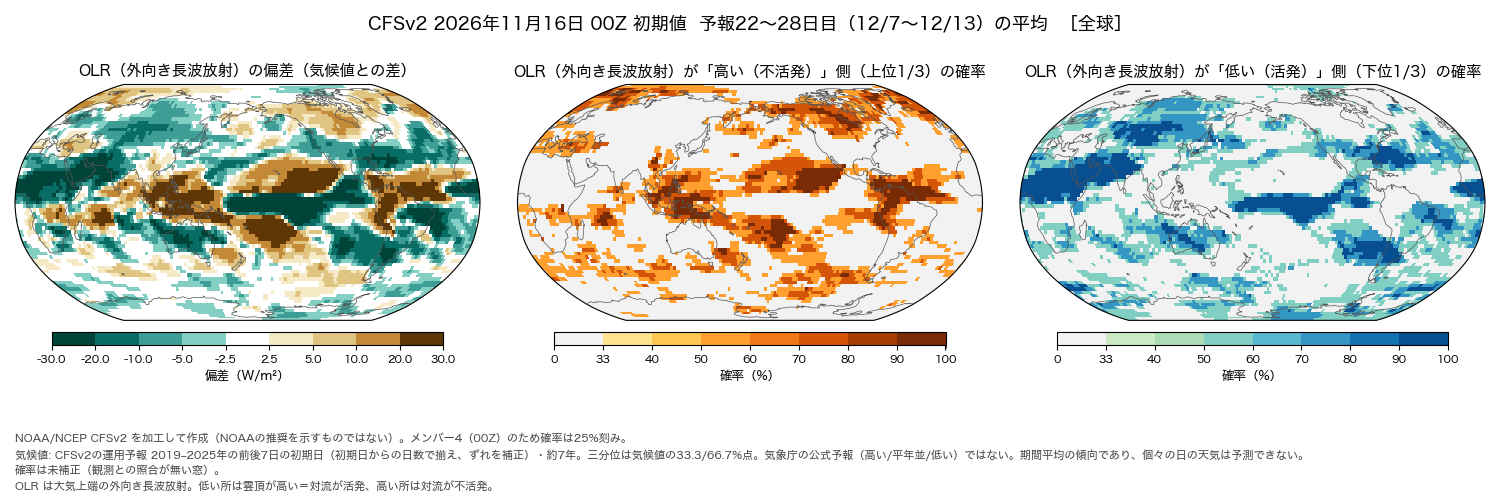 CFSv2 2026年11月16日 00Z 初期値 予報22～28日目（12/7～12/13）の平均 ［全球］
OLR（外向き長波放射）の偏差（気候値との差）
OLR（外向き長波放射）が「高い（不活発）」側（上位1/3）の確率
OLR（外向き長波放射）が「低い（活発）」側（下位1/3）の確率
-30.0 -20.0 -10.0 -5.0 -2.5 2.5 5.0 10.0 20.0 30.0
偏差（W/m²）
0 33 40 50 60 70 80 90 100
確率（%）
0 33 40 50 60 70 80 90 100
確率（%）
NOAA/NCEP CFSv2 を加工して作成（NOAAの推奨を示すものではない）。メンバー4（00Z）のため確率は25%刻み。
気候値: CFSv2の運用予報 2019–2025年の前後7日の初期日（初期日からの日数で揃え、ずれを補正）・約7年。三分位は気候値の33.3/66.7%点。気象庁の公式予報（高い/平年並/低い）ではない。期間平均の傾向であり、個々の日の天気は予測できない。
確率は未補正（観測との照合が無い窓）。
OLR は大気上端の外向き長波放射。低い所は雲頂が高い＝対流が活発、高い所は対流が不活発。